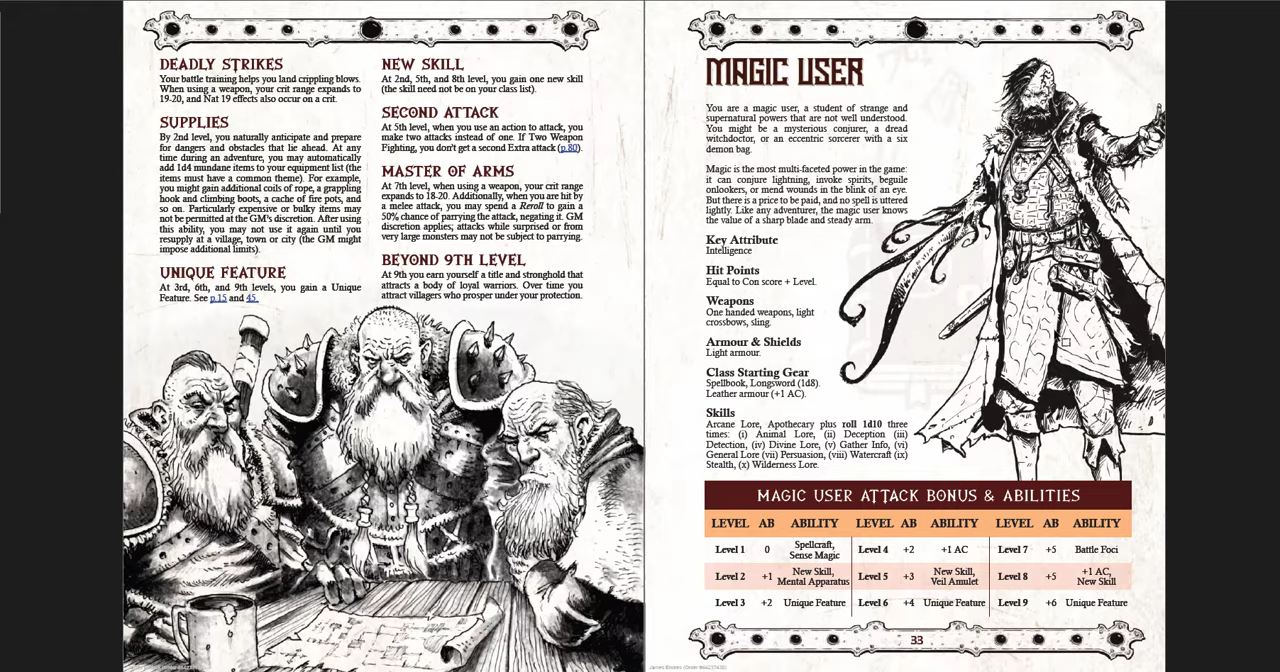 DEADLY STRIKES
Your battle training helps you land crippling blows.
When using a weapon, your crit range expands to
19-20, and Nat 19 effects also occur on a crit.
SUPPLIES
By 2nd level, you naturally anticipate and prepare
for dangers and obstacles that lie ahead. At any
time during an adventure, you may automatically
add 1d4 mundane items to your equipment list (the
items must have a common theme). For example,
you might gain additional coils of rope, a grappling
hook and climbing boots, a cache of fire pots, and
so on. Particularly expensive or bulky items may
not be permitted at the GM's discretion. After using
this ability, you may not use it again until you
resupply at a village, town or city (the GM might
impose additional limits).
UNIQUE FEATURE
At 3rd, 6th, and 9th levels, you gain a Unique
Feature. See p.15 and 45.
NEW SKILL
At 2nd, 5th, and 8th level, you gain one new skill
(the skill need not be on your class list).
SECOND ATTACK
At 5th level, when you use an action to attack, you
make two attacks instead of one. If Two Weapon
Fighting, you don't get a second Extra attack (p.80).
MASTER OF ARMS
At 7th level, when using a weapon, your crit range
expands to 18-20. Additionally, when you are hit by
a melee attack, you may spend a Reroll to gain a
50% chance of parrying the attack, negating it. GM
discretion applies; attacks while surprised or from
very large monsters may not be subject to parrying.
BEYOND 9TH LEVEL
At 9th you earn yourself a title and stronghold that
attracts a body of loyal warriors. Over time you
attract villagers who prosper under your protection.
MAGIC USER
You are a magic user, a student of strange and
supernatural powers that are not well understood.
You might be a mysterious conjurer, a dread
witchdoctor, or an eccentric sorcerer with a six
demon bag.
Magic is the most multi-faceted power in the game:
it can conjure lightning, invoke spirits, beguile
onlookers, or mend wounds in the blink of an eye.
But there is a price to be paid, and no spell is uttered
lightly. Like any adventurer, the magic user knows
the value of a sharp blade and steady arm.
Key Attribute
Intelligence
Hit Points
Equal to Con score + Level.
Weapons
One handed weapons, light
crossbows, sling.
Armour & Shields
Light armour.
Class Starting Gear
Spellbook, Longsword (1d8).
Leather armour (+1 AC).
Skills
Arcane Lore, Apothecary plus roll 1d10 three
times: (i) Animal Lore, (ii) Deception (iii)
Detection, (iv) Divine Lore, (v) Gather Info, (vi)
General Lore (vii) Persuasion, (viii) Watercraft (ix)
Stealth, (x) Wilderness Lore.
MAGIC USER ATTACK BONUS & ABILITIES
LEVEL AB ABILITY LEVEL AB ABILITY LEVEL AB ABILITY
Level 1 0 Spellcraft, Sense Magic Level 4 +2 +1 AC Level 7 +5 Battle Foci
Level 2 +1 New Skill, Mental Apparatus Level 5 +3 New Skill, Veil Amulet Level 8 +5 +1 AC, New Skill
Level 3 +2 Unique Feature Level 6 +4 Unique Feature Level 9 +6 Unique Feature
33